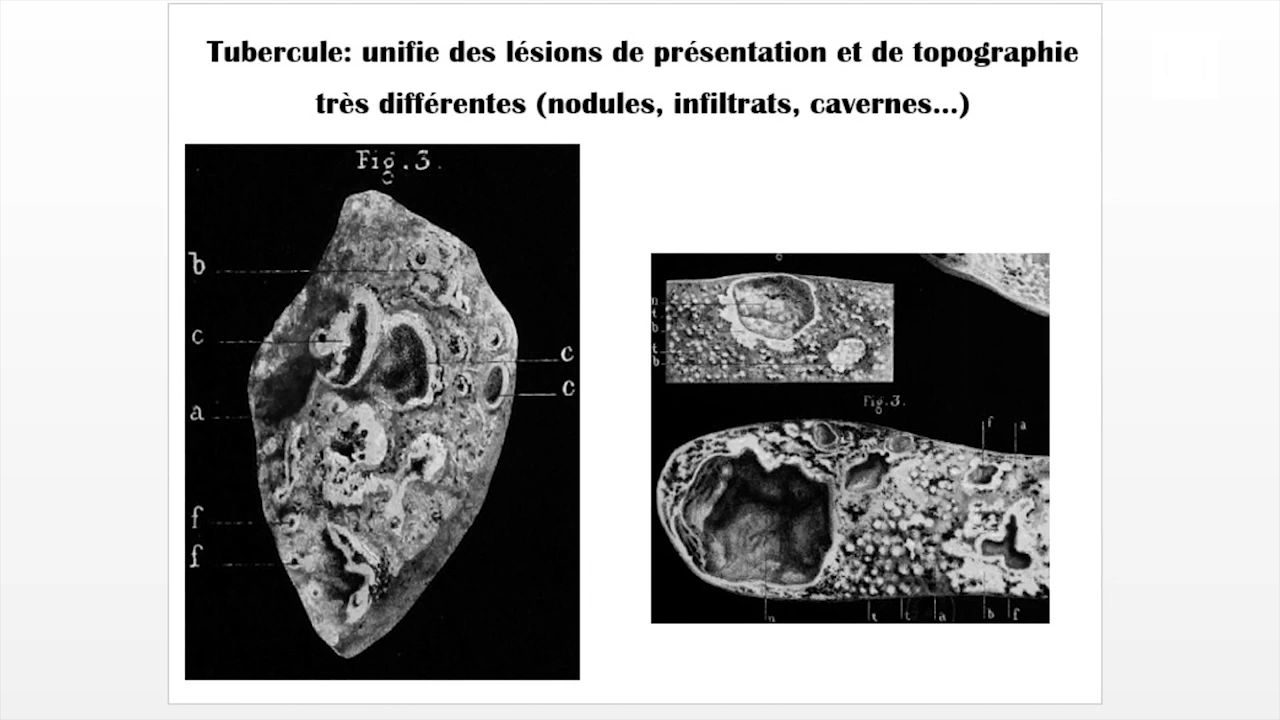 Tubercule: unifie des lésions de présentation et de topographie
très différentes (nodules, infiltrats, cavernes...)
Fig.3.
b
c
c
c
a
f
f
c
n
t
b
t
b
Fig.3.
f a
n t t a b f